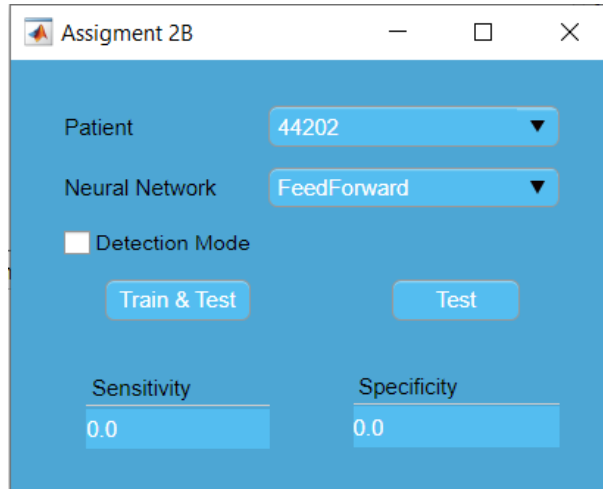 Assigment 2B
Patient 44202
Neural Network FeedForward
Detection Mode
Train & Test Test
Sensitivity Specificity
0.0 0.0